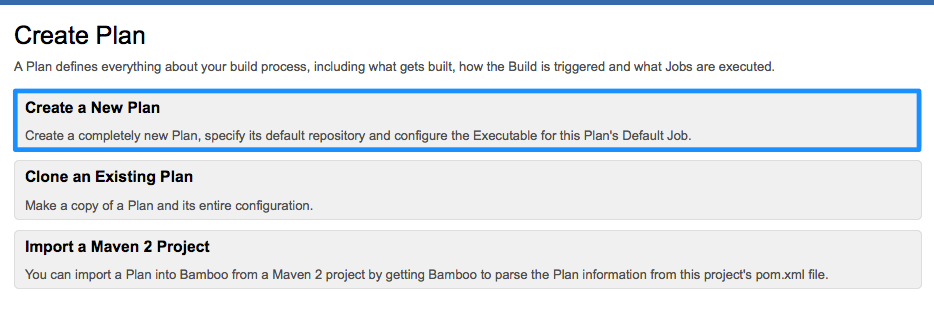 Create Plan
A Plan defines everything about your build process, including what gets built, how the Build is triggered and what Jobs are executed.
Create a New Plan
Create a completely new Plan, specify its default repository and configure the Executable for this Plan's Default Job.
Clone an Existing Plan
Make a copy of a Plan and its entire configuration.
Import a Maven 2 Project
You can import a Plan into Bamboo from a Maven 2 project by getting Bamboo to parse the Plan information from this project's pom.xml file.